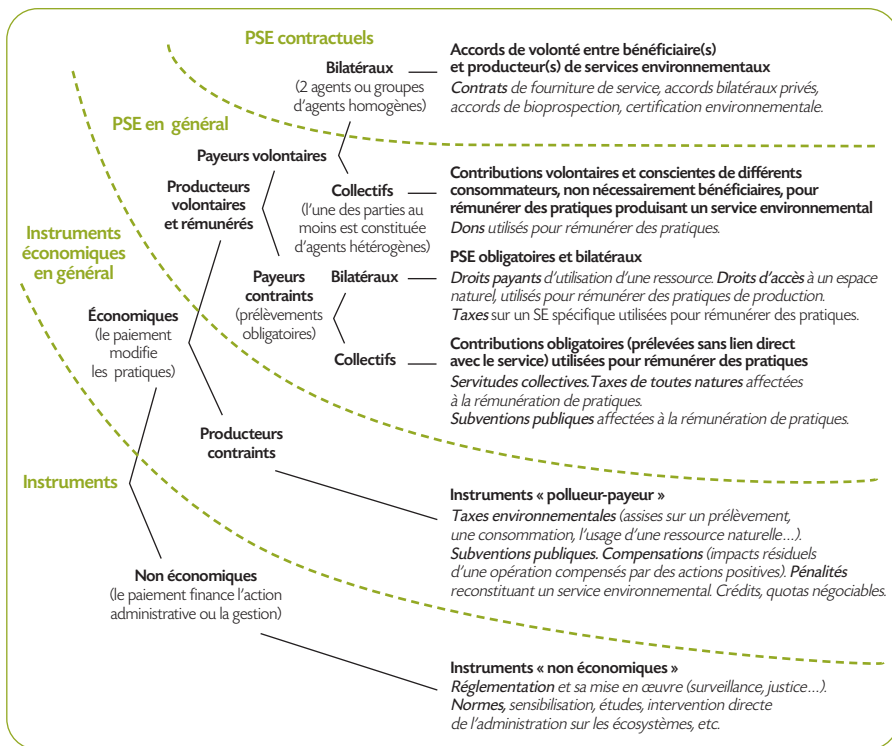 PSE contractuels
Bilatéraux
(2 agents ou groupes
d'agents homogènes)
Accords de volonté entre bénéficiaire(s)
et producteur(s) de services environnementaux
Contrats de fourniture de service, accords bilatéraux privés,
accords de bioprospection, certification environnementale.
PSE en général
Payeurs volontaires
Producteurs
volontaires
et rémunérés
Collectifs
(l'une des parties au
moins est constituée
d'agents hétérogènes)
Contributions volontaires et conscientes de différents
consommateurs, non nécessairement bénéficiaires, pour
rémunérer des pratiques produisant un service environnemental
Dons utilisés pour rémunérer des pratiques.
Instruments
économiques
en général
Payeurs
contraints
(prélèvements
obligatoires)
Bilatéraux
PSE obligatoires et bilatéraux
Droits payants d'utilisation d'une ressource. Droits d'accès à un espace
naturel, utilisés pour rémunérer des pratiques de production.
Taxes sur un SE spécifique utilisées pour rémunérer des pratiques.
Économiques
(le paiement
modifie
les pratiques)
Collectifs
Contributions obligatoires (prélevées sans lien direct
avec le service) utilisées pour rémunérer des pratiques
Servitudes collectives. Taxes de toutes natures affectées
à la rémunération de pratiques.
Subventions publiques affectées à la rémunération de pratiques.
Producteurs
contraints
Instruments
Instruments « pollueur-payeur »
Taxes environnementales (assises sur un prélèvement,
une consommation, l'usage d'une ressource naturelle...).
Subventions publiques. Compensations (impacts résiduels
d'une opération compensés par des actions positives). Pénalités
reconstituant un service environnemental. Crédits, quotas négociables.
Non économiques
(le paiement finance l'action
administrative ou la gestion)
Instruments « non économiques »
Réglementation et sa mise en œuvre (surveillance, justice...).
Normes, sensibilisation, études, intervention directe
de l'administration sur les écosystèmes, etc.